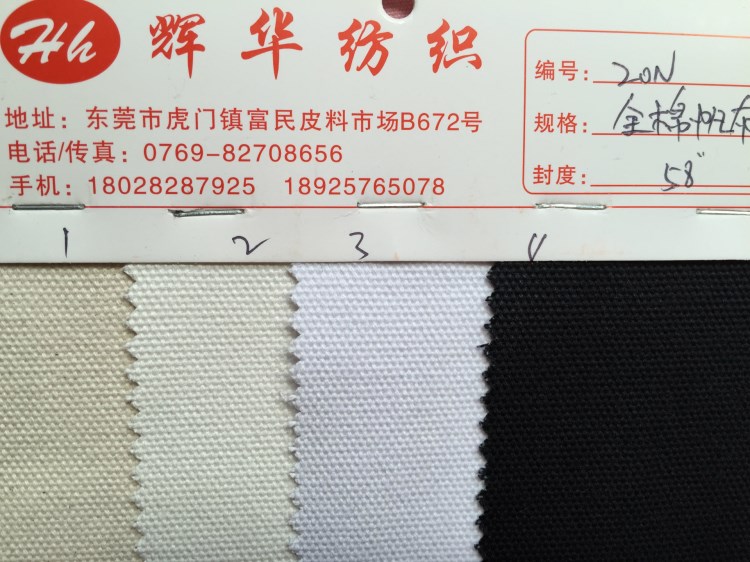 Hh 辉华纺织
地址：东莞市虎门镇富民皮料市场B672号
电话/传真：0769-82708656
手机：18028287925 18925765078
编号：20N
规格：全棉帆布
封度：58"
1 2 3 4